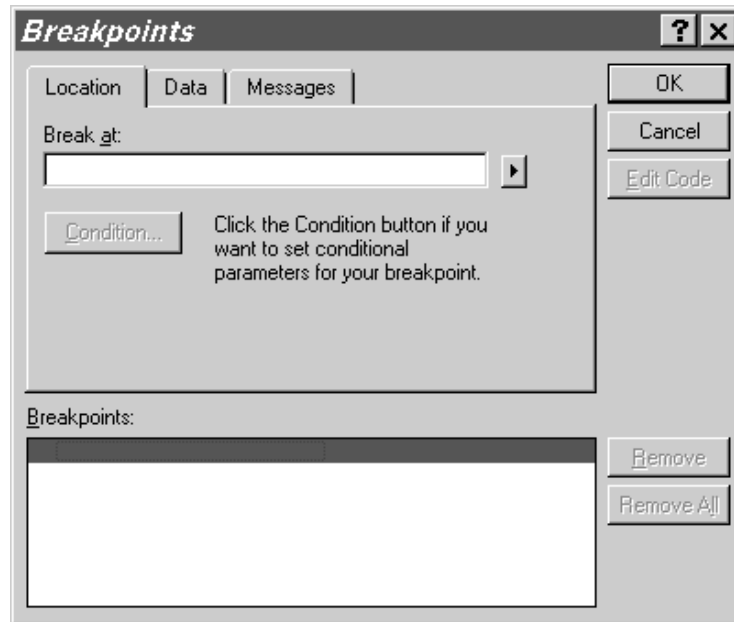 Breakpoints
Location Data Messages
Break at:
Condition...
Click the Condition button if you
want to set conditional
parameters for your breakpoint.
OK
Cancel
Edit Code
Breakpoints:
Remove
Remove All